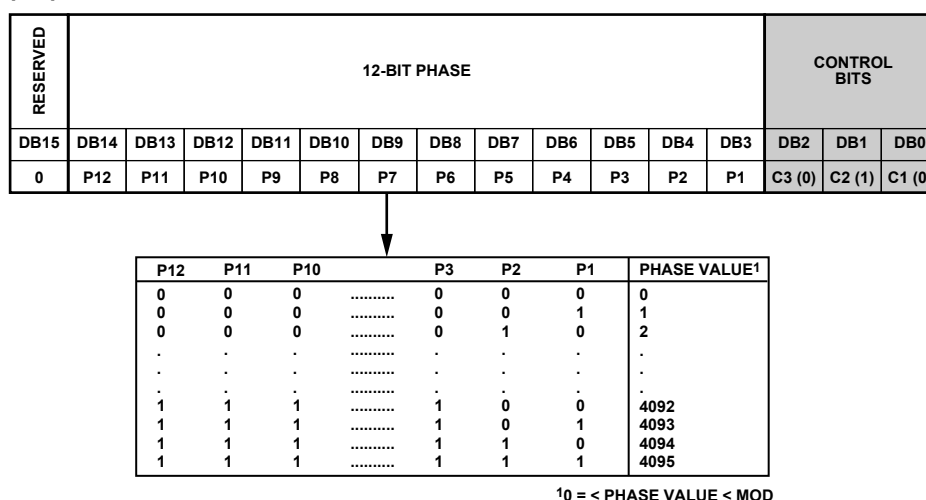 RESERVED
12-BIT PHASE
CONTROL
BITS
DB15 DB14 DB13 DB12 DB11 DB10 DB9 DB8 DB7 DB6 DB5 DB4 DB3 DB2 DB1 DB0
0 P12 P11 P10 P9 P8 P7 P6 P5 P4 P3 P2 P1 C3 (0) C2 (1) C1 (0
P12 P11 P10 P3 P2 P1 PHASE VALUE1
0 0 0 .......... 0 0 0 0
0 0 0 .......... 0 0 1 1
0 0 0 .......... 0 1 0 2
. . . .......... . . . .
. . . .......... . . . .
. . . .......... . . . .
1 1 1 .......... 1 0 0 4092
1 1 1 .......... 1 0 1 4093
1 1 1 .......... 1 1 0 4094
1 1 1 .......... 1 1 1 4095
10 = < PHASE VALUE < MOD